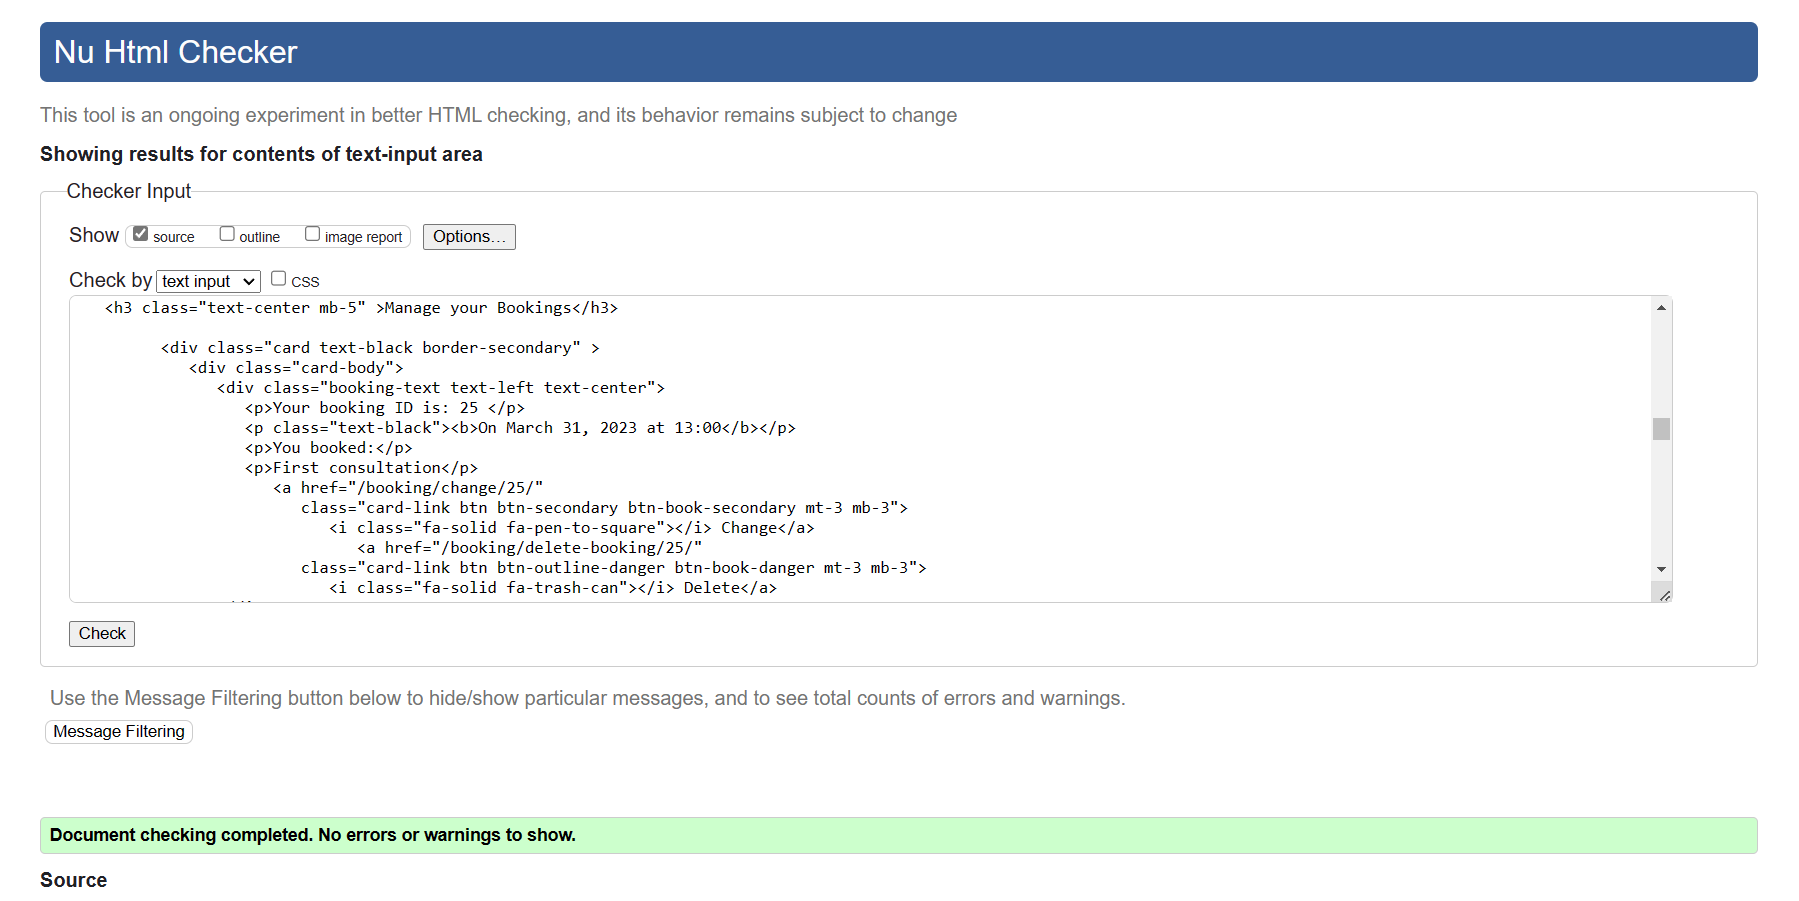 Nu Html Checker
This tool is an ongoing experiment in better HTML checking, and its behavior remains subject to change
Showing results for contents of text-input area
Checker Input
Show source outline image report Options...
Check by text input CSS
<h3 class="text-center mb-5" >Manage your Bookings</h3>
<div class="card text-black border-secondary" >
<div class="card-body">
<div class="booking-text text-left text-center">
<p>Your booking ID is: 25 </p>
<p class="text-black"><b>On March 31, 2023 at 13:00</b></p>
<p>You booked:</p>
<p>First consultation</p>
<a href="/booking/change/25/"
class="card-link btn btn-secondary btn-book-secondary mt-3 mb-3">
<i class="fa-solid fa-pen-to-square"></i> Change</a>
<a href="/booking/delete-booking/25/"
class="card-link btn btn-outline-danger btn-book-danger mt-3 mb-3">
<i class="fa-solid fa-trash-can"></i> Delete</a>
Check
Use the Message Filtering button below to hide/show particular messages, and to see total counts of errors and warnings.
Message Filtering
Document checking completed. No errors or warnings to show.
Source